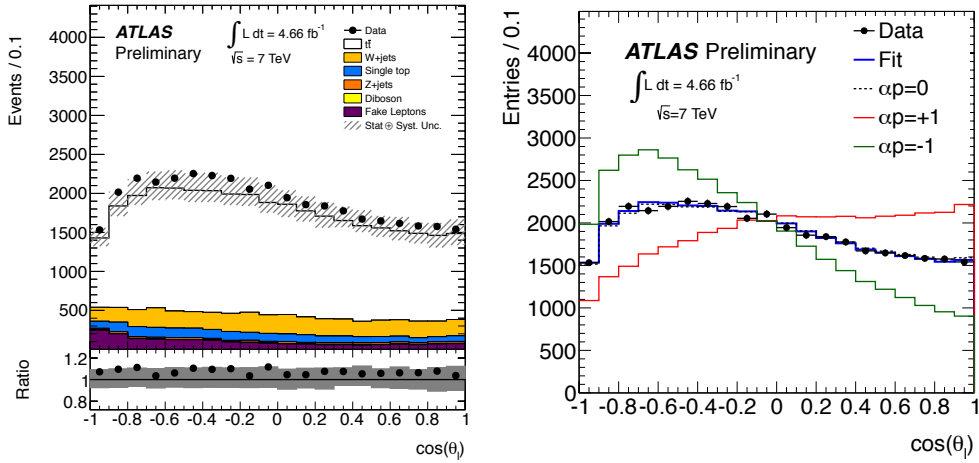 Events / 0.1
4000
3500
3000
2500
2000
1500
1000
500
ATLAS
Preliminary
∫ L dt = 4.66 fb⁻¹
√s = 7 TeV
Data
tt̄
W+jets
Single top
Z+jets
Diboson
Fake Leptons
Stat ⊕ Syst. Unc.
Ratio
1.2
1
0.8
-1 -0.8 -0.6 -0.4 -0.2 0 0.2 0.4 0.6 0.8 1
cos(θₗ)
Entries / 0.1
4000
3500
3000
2500
2000
1500
1000
500
0
ATLAS Preliminary
∫ L dt = 4.66 fb⁻¹
√s=7 TeV
Data
Fit
αp=0
αp=+1
αp=-1
-1 -0.8 -0.6 -0.4 -0.2 0 0.2 0.4 0.6 0.8 1
cos(θₗ)